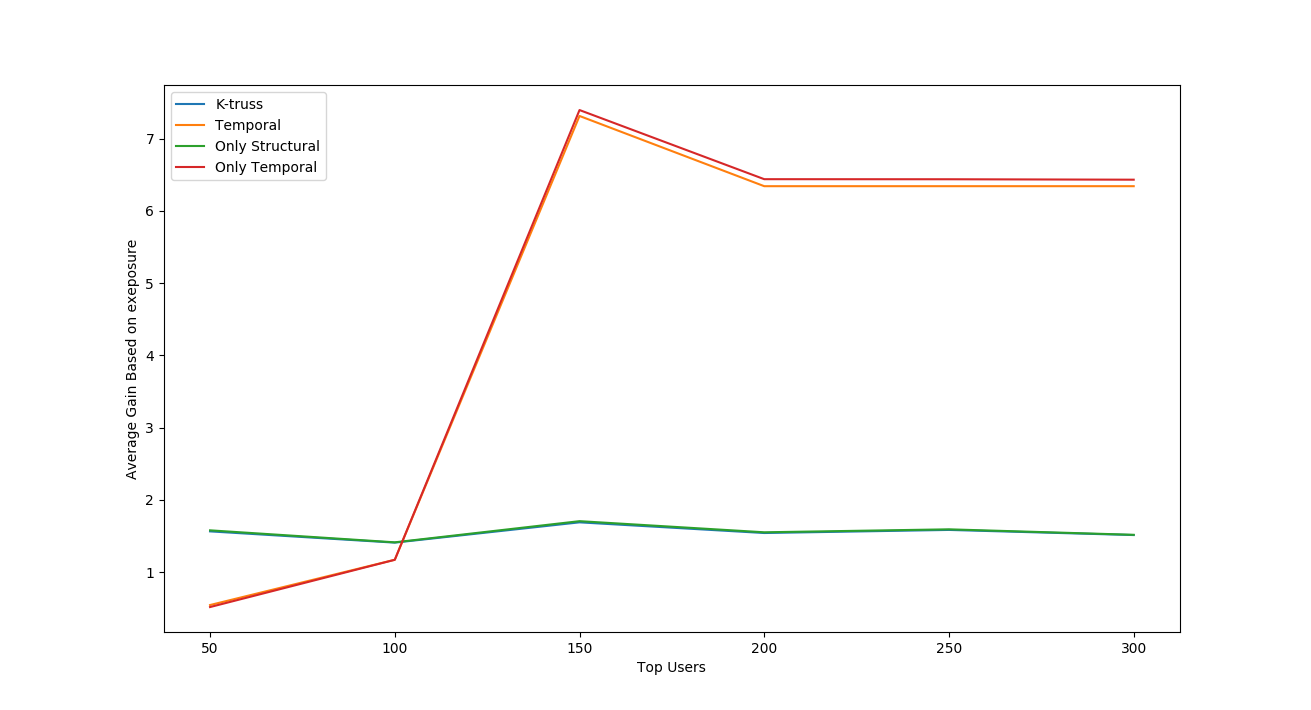 K-truss
Temporal
Only Structural
Only Temporal
7
6
5
4
3
2
1
Average Gain Based on exeposure
50 100 150 200 250 300
Top Users